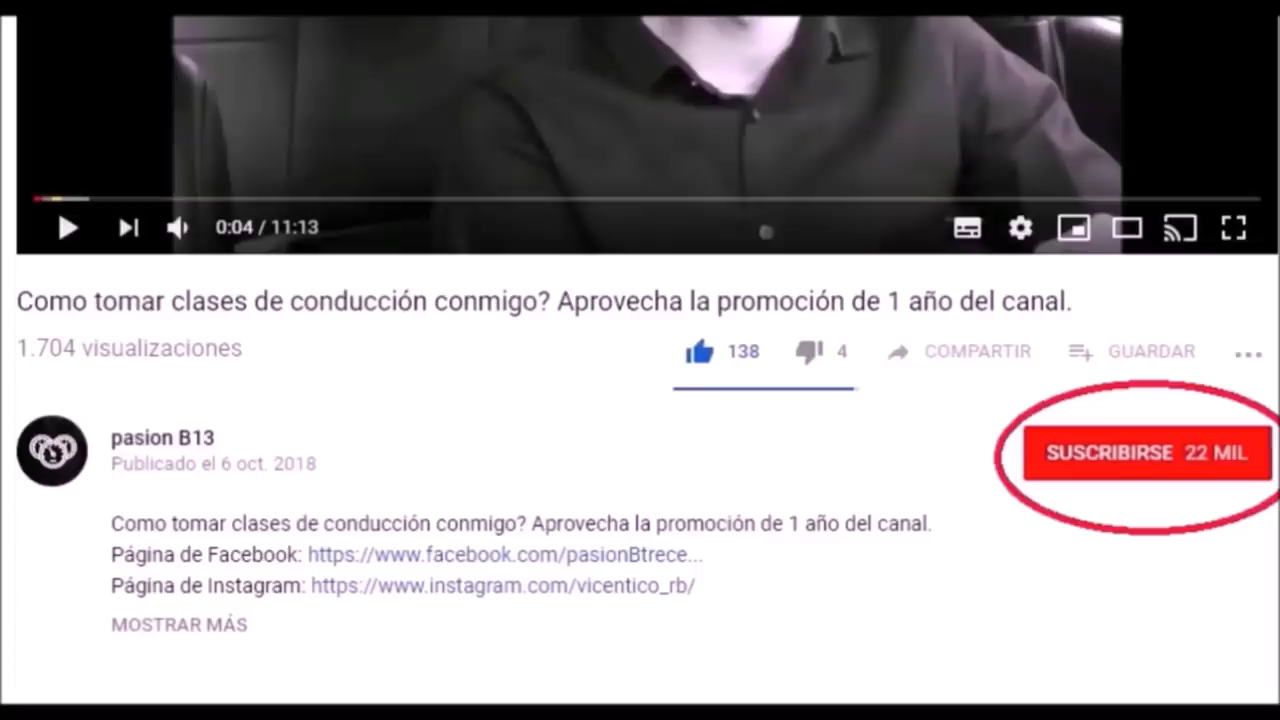 0:04 / 11:13
Como tomar clases de conducción conmigo? Aprovecha la promoción de 1 año del canal.
1.704 visualizaciones
138
4
COMPARTIR
GUARDAR
pasion B13
Publicado el 6 oct. 2018
SUSCRIBIRSE 22 MIL
Como tomar clases de conducción conmigo? Aprovecha la promoción de 1 año del canal.
Página de Facebook: https://www.facebook.com/pasionBtrece...
Página de Instagram: https://www.instagram.com/vicentico_rb/
MOSTRAR MÁS